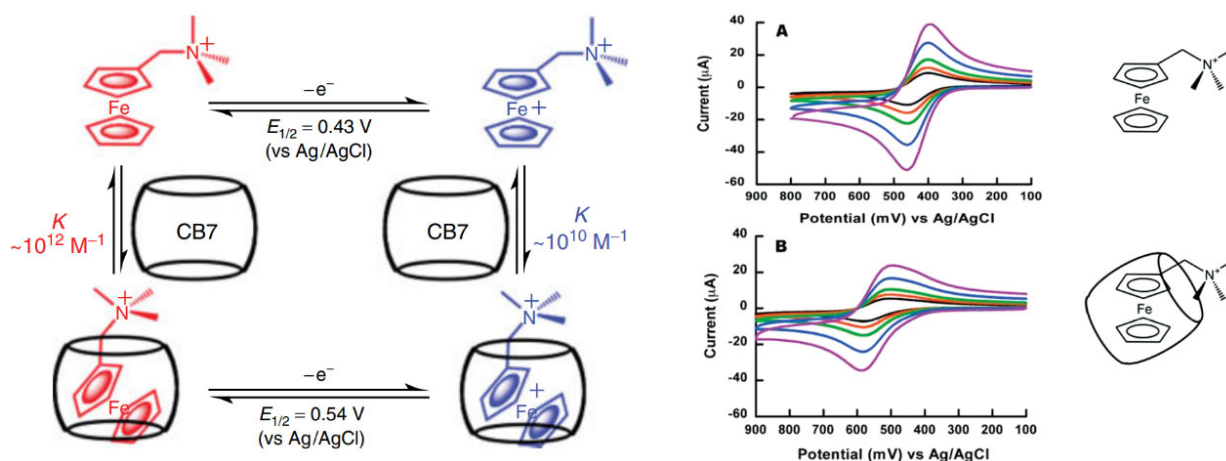 N+
Fe
–e⁻
E1/2 = 0.43 V
(vs Ag/AgCl)
N+
Fe+
K
~10¹² M⁻¹
CB7
CB7
K
~10¹⁰ M⁻¹
N+
Fe
–e⁻
E1/2 = 0.54 V
(vs Ag/AgCl)
N+
+
Fe
A
40
20
0
-20
-40
-60
Current (μA)
900 800 700 600 500 400 300 200 100
Potential (mV) vs Ag/AgCl
N+
Fe
B
40
20
0
-20
-40
-60
Current (μA)
900 800 700 600 500 400 300 200 100
Potential (mV) vs Ag/AgCl
N+
Fe